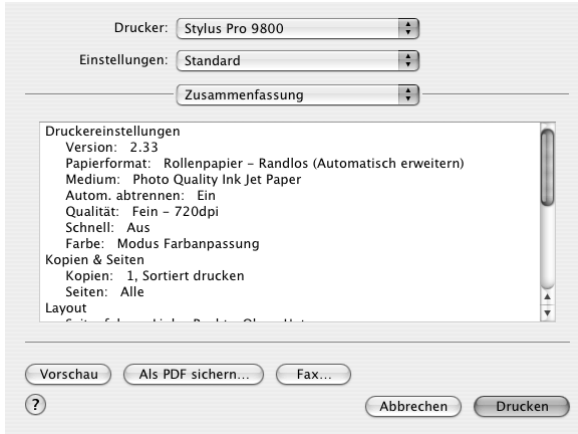 Drucker: Stylus Pro 9800
Einstellungen: Standard
Zusammenfassung
Druckereinstellungen
Version: 2.33
Papierformat: Rollenpapier – Randlos (Automatisch erweitern)
Medium: Photo Quality Ink Jet Paper
Autom. abtrennen: Ein
Qualität: Fein – 720dpi
Schnell: Aus
Farbe: Modus Farbanpassung
Kopien & Seiten
Kopien: 1, Sortiert drucken
Seiten: Alle
Layout
Vorschau Als PDF sichern... Fax...
? Abbrechen Drucken